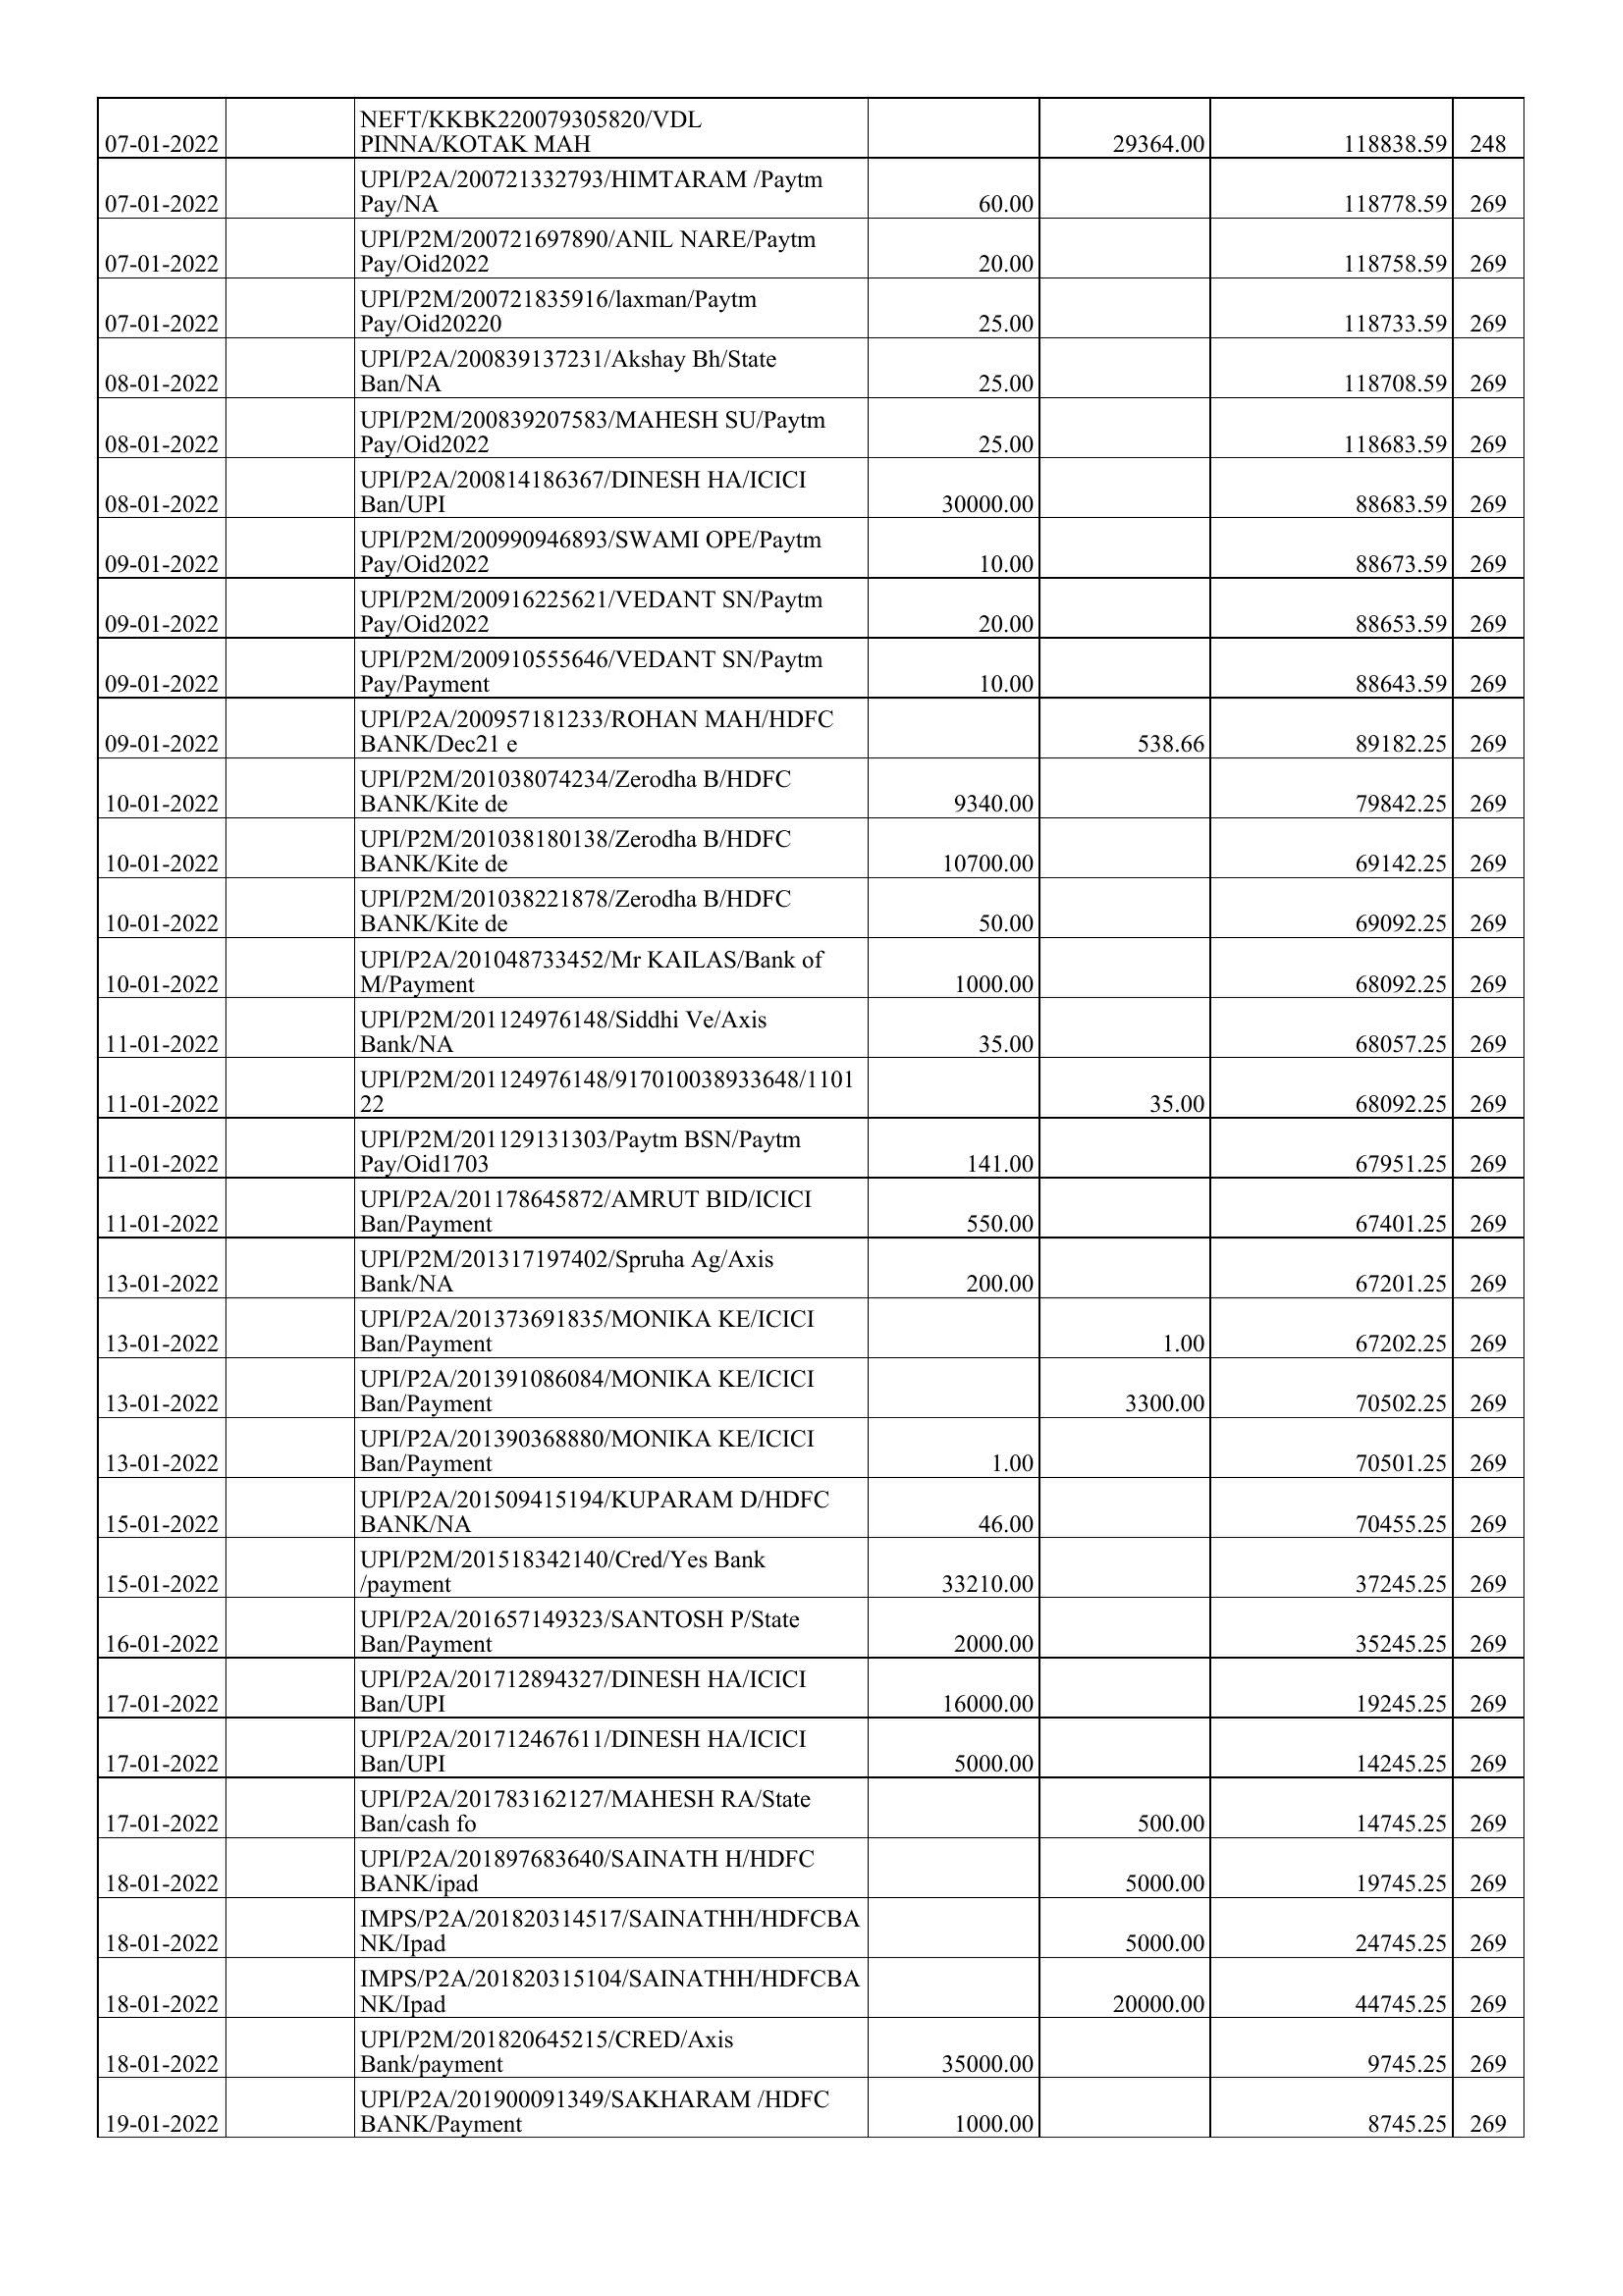 NEFT/KKBK220079305820/VDL
07-01-2022 PINNA/KOTAK MAH 29364.00 118838.59 248
UPI/P2A/200721332793/HIMTARAM /Paytm
07-01-2022 Pay/NA 60.00 118778.59 269
UPI/P2M/200721697890/ANIL NARE/Paytm
07-01-2022 Pay/Oid2022 20.00 118758.59 269
UPI/P2M/200721835916/laxman/Paytm
07-01-2022 Pay/Oid20220 25.00 118733.59 269
UPI/P2A/200839137231/Akshay Bh/State
08-01-2022 Ban/NA 25.00 118708.59 269
UPI/P2M/200839207583/MAHESH SU/Paytm
08-01-2022 Pay/Oid2022 25.00 118683.59 269
UPI/P2A/200814186367/DINESH HA/ICICI
08-01-2022 Ban/UPI 30000.00 88683.59 269
UPI/P2M/200990946893/SWAMI OPE/Paytm
09-01-2022 Pay/Oid2022 10.00 88673.59 269
UPI/P2M/200916225621/VEDANT SN/Paytm
09-01-2022 Pay/Oid2022 20.00 88653.59 269
UPI/P2M/200910555646/VEDANT SN/Paytm
09-01-2022 Pay/Payment 10.00 88643.59 269
UPI/P2A/200957181233/ROHAN MAH/HDFC
09-01-2022 BANK/Dec21 e 538.66 89182.25 269
UPI/P2M/201038074234/Zerodha B/HDFC
10-01-2022 BANK/Kite de 9340.00 79842.25 269
UPI/P2M/201038180138/Zerodha B/HDFC
10-01-2022 BANK/Kite de 10700.00 69142.25 269
UPI/P2M/201038221878/Zerodha B/HDFC
10-01-2022 BANK/Kite de 50.00 69092.25 269
UPI/P2A/201048733452/Mr KAILAS/Bank of
10-01-2022 M/Payment 1000.00 68092.25 269
UPI/P2M/201124976148/Siddhi Ve/Axis
11-01-2022 Bank/NA 35.00 68057.25 269
UPI/P2M/201124976148/917010038933648/1101
11-01-2022 22 35.00 68092.25 269
UPI/P2M/201129131303/Paytm BSN/Paytm
11-01-2022 Pay/Oid1703 141.00 67951.25 269
UPI/P2A/201178645872/AMRUT BID/ICICI
11-01-2022 Ban/Payment 550.00 67401.25 269
UPI/P2M/201317197402/Spruha Ag/Axis
13-01-2022 Bank/NA 200.00 67201.25 269
UPI/P2A/201373691835/MONIKA KE/ICICI
13-01-2022 Ban/Payment 1.00 67202.25 269
UPI/P2A/201391086084/MONIKA KE/ICICI
13-01-2022 Ban/Payment 3300.00 70502.25 269
UPI/P2A/201390368880/MONIKA KE/ICICI
13-01-2022 Ban/Payment 1.00 70501.25 269
UPI/P2A/201509415194/KUPARAM D/HDFC
15-01-2022 BANK/NA 46.00 70455.25 269
UPI/P2M/201518342140/Cred/Yes Bank
15-01-2022 /payment 33210.00 37245.25 269
UPI/P2A/201657149323/SANTOSH P/State
16-01-2022 Ban/Payment 2000.00 35245.25 269
UPI/P2A/201712894327/DINESH HA/ICICI
17-01-2022 Ban/UPI 16000.00 19245.25 269
UPI/P2A/201712467611/DINESH HA/ICICI
17-01-2022 Ban/UPI 5000.00 14245.25 269
UPI/P2A/201783162127/MAHESH RA/State
17-01-2022 Ban/cash fo 500.00 14745.25 269
UPI/P2A/201897683640/SAINATH H/HDFC
18-01-2022 BANK/ipad 5000.00 19745.25 269
IMPS/P2A/201820314517/SAINATHH/HDFCBA
18-01-2022 NK/Ipad 5000.00 24745.25 269
IMPS/P2A/201820315104/SAINATHH/HDFCBA
18-01-2022 NK/Ipad 20000.00 44745.25 269
UPI/P2M/201820645215/CRED/Axis
18-01-2022 Bank/payment 35000.00 9745.25 269
UPI/P2A/201900091349/SAKHARAM /HDFC
19-01-2022 BANK/Payment 1000.00 8745.25 269